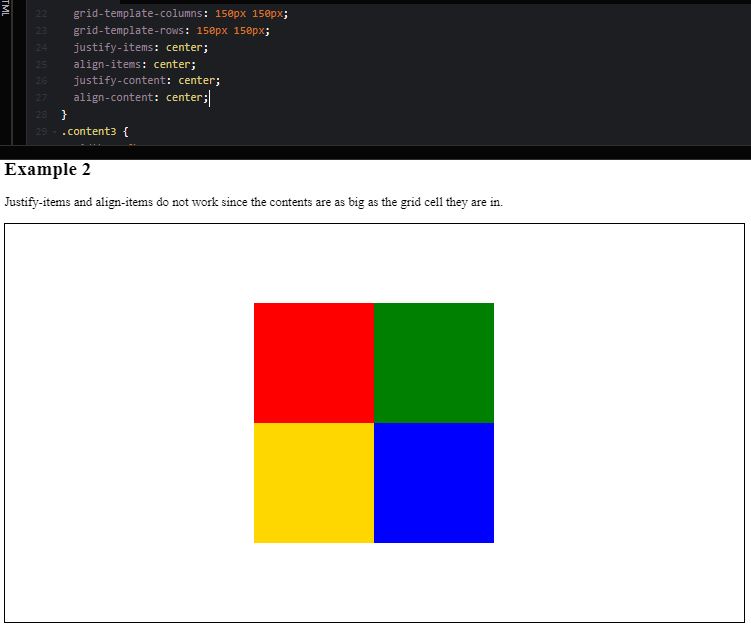 TML
22 grid-template-columns: 150px 150px;
23 grid-template-rows: 150px 150px;
24 justify-items: center;
25 align-items: center;
26 justify-content: center;
27 align-content: center;
28 }
29 .content3 {
Example 2
Justify-items and align-items do not work since the contents are as big as the grid cell they are in.